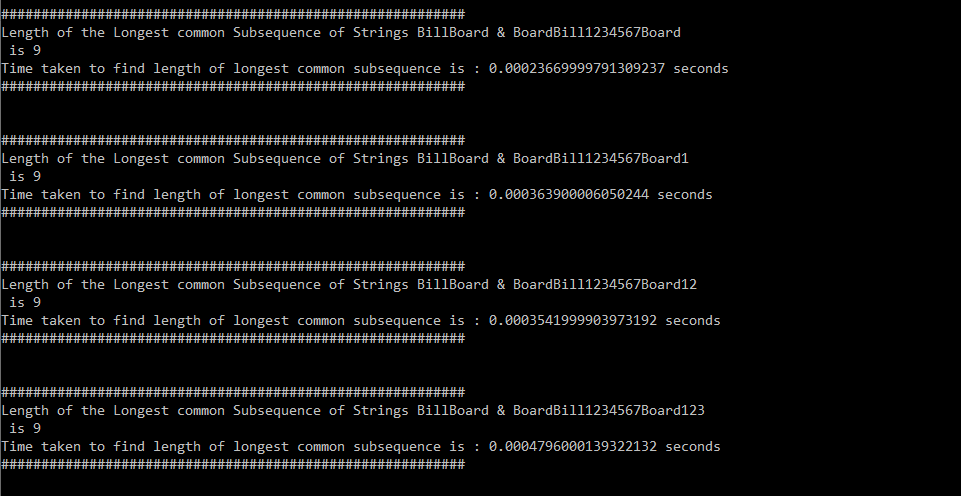 ##########################################################
Length of the Longest common Subsequence of Strings BillBoard & BoardBill1234567Board
 is 9
Time taken to find length of longest common subsequence is : 0.00023669999791309237 seconds
##########################################################
##########################################################
Length of the Longest common Subsequence of Strings BillBoard & BoardBill1234567Board1
 is 9
Time taken to find length of longest common subsequence is : 0.000363900006050244 seconds
##########################################################
##########################################################
Length of the Longest common Subsequence of Strings BillBoard & BoardBill1234567Board12
 is 9
Time taken to find length of longest common subsequence is : 0.0003541999903973192 seconds
##########################################################
##########################################################
Length of the Longest common Subsequence of Strings BillBoard & BoardBill1234567Board123
 is 9
Time taken to find length of longest common subsequence is : 0.0004796000139322132 seconds
##########################################################